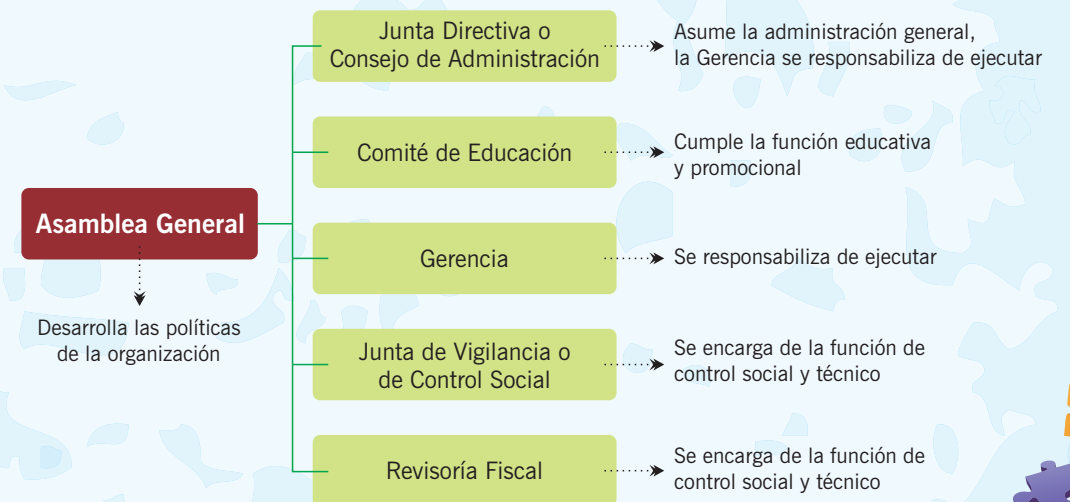 Junta Directiva o
Consejo de Administración
Asume la administración general,
la Gerencia se responsabiliza de ejecutar
Comité de Educación
Cumple la función educativa
y promocional
Asamblea General
Desarrolla las políticas
de la organización
Gerencia
Se responsabiliza de ejecutar
Junta de Vigilancia o
de Control Social
Se encarga de la función de
control social y técnico
Revisoría Fiscal
Se encarga de la función de
control social y técnico